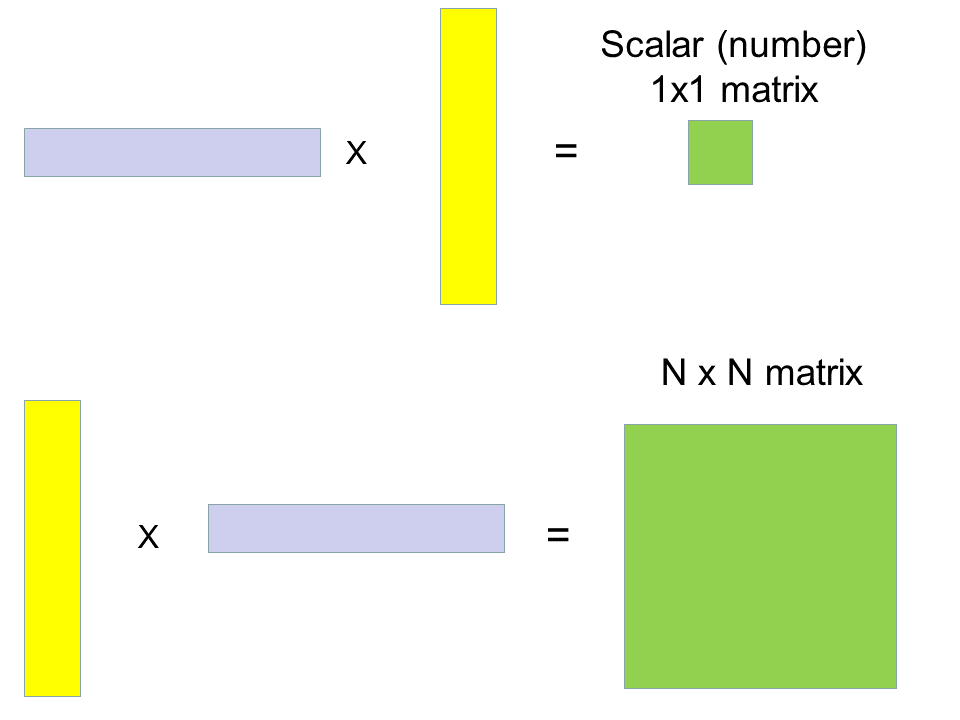 Scalar (number)
1x1 matrix
X
=
N x N matrix
X
=